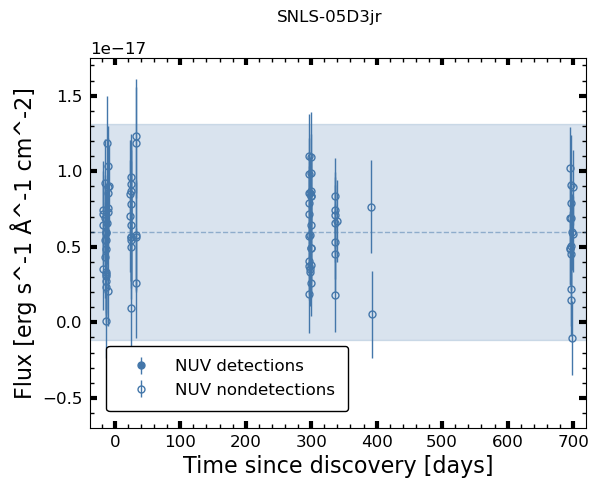 SNLS-05D3jr
1e−17
1.5
1.0
0.5
0.0
−0.5
Flux [erg s^-1 Å^-1 cm^-2]
NUV detections
NUV nondetections
0 100 200 300 400 500 600 700
Time since discovery [days]